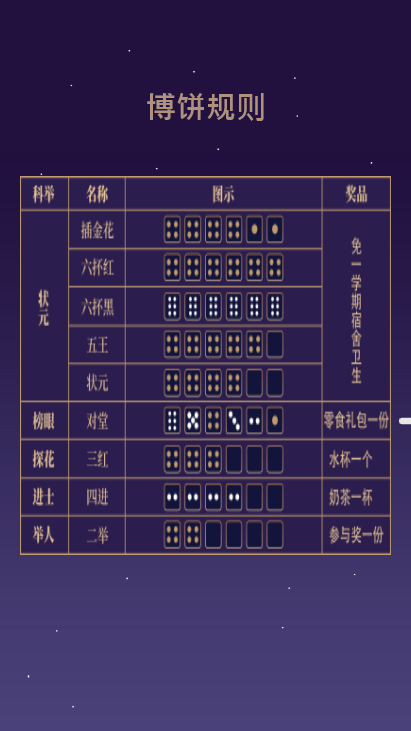 博饼规则
科举 名称 图示 奖品
状元 插金花 免一学期宿舍卫生
六抔红
六抔黑
五王
状元
榜眼 对堂 零食礼包一份
探花 三红 水杯一个
进士 四进 奶茶一杯
举人 二举 参与奖一份